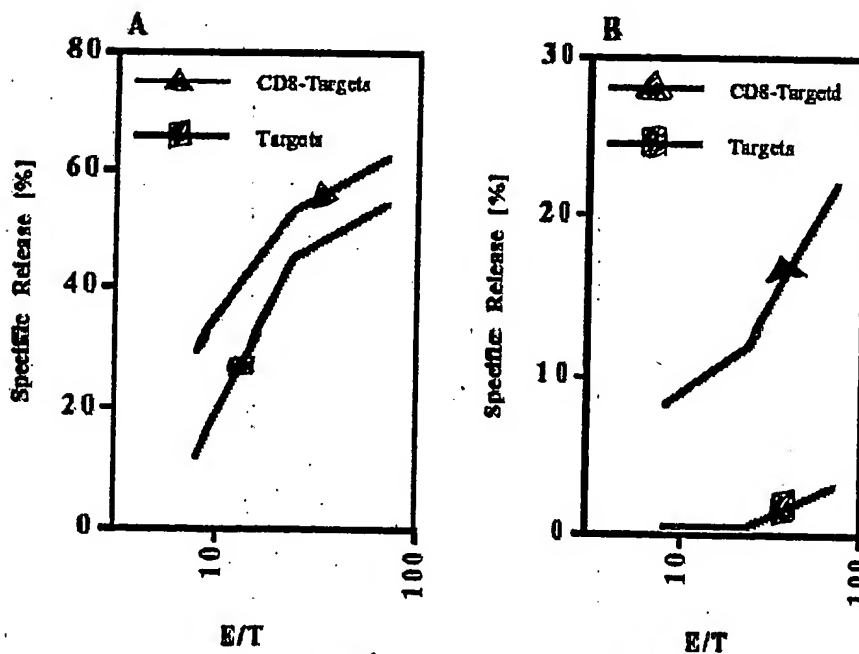 A
80
60
40
20
0
Specific Release [%]
CD8-Targets
Targets
10
100
E/T
B
30
20
10
0
Specific Release [%]
CD8-Targetd
Targets
10
100
E/T